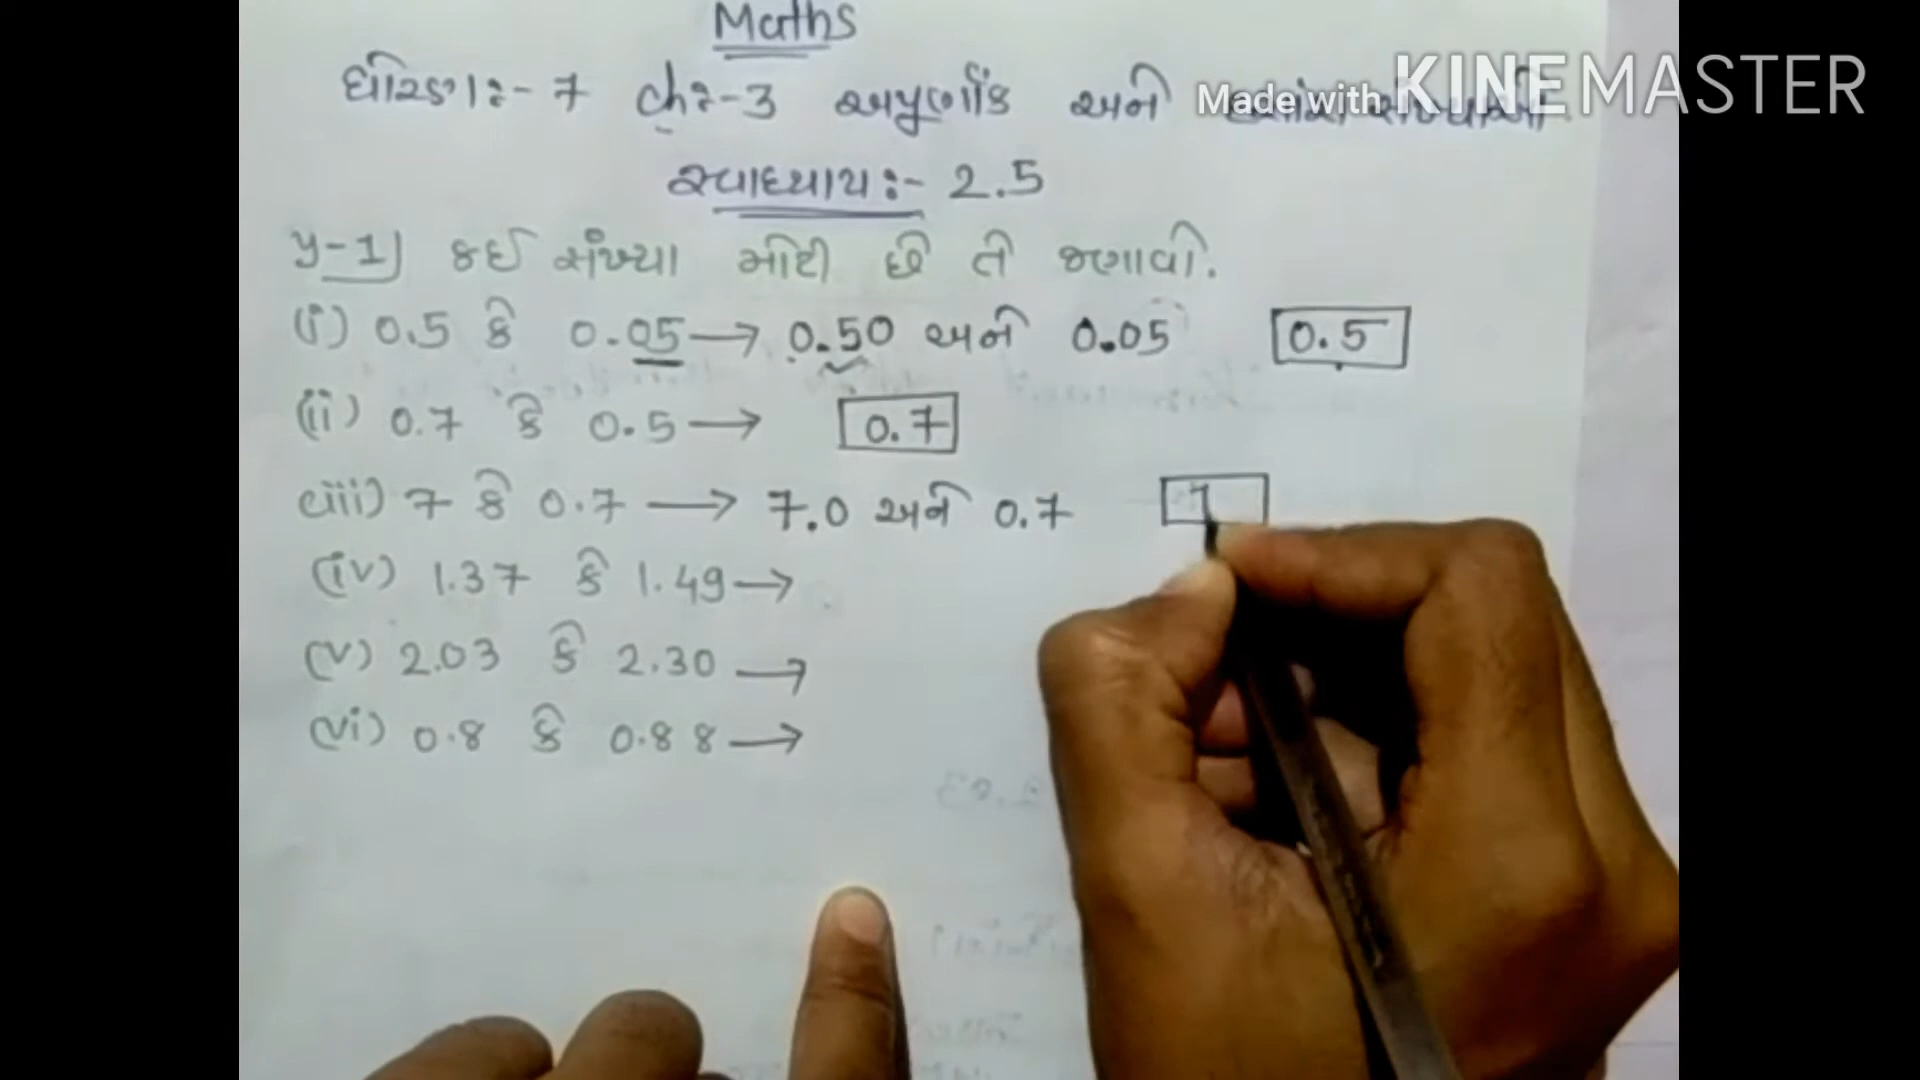 Maths
ધોરણ:- 7 ch:-3 અપૂર્ણાંક અને
Made with KINEMASTER
સ્વાધ્યાય:- 2.5
પ્ર-1) કઈ સંખ્યા મોટી છે તે જણાવો.
(i) 0.5 કે 0.05 → 0.50 અને 0.05 0.5
(ii) 0.7 કે 0.5 → 0.7
(iii) 7 કે 0.7 → 7.0 અને 0.7 7
(iv) 1.37 કે 1.49 →
(v) 2.03 કે 2.30 →
(vi) 0.8 કે 0.88 →